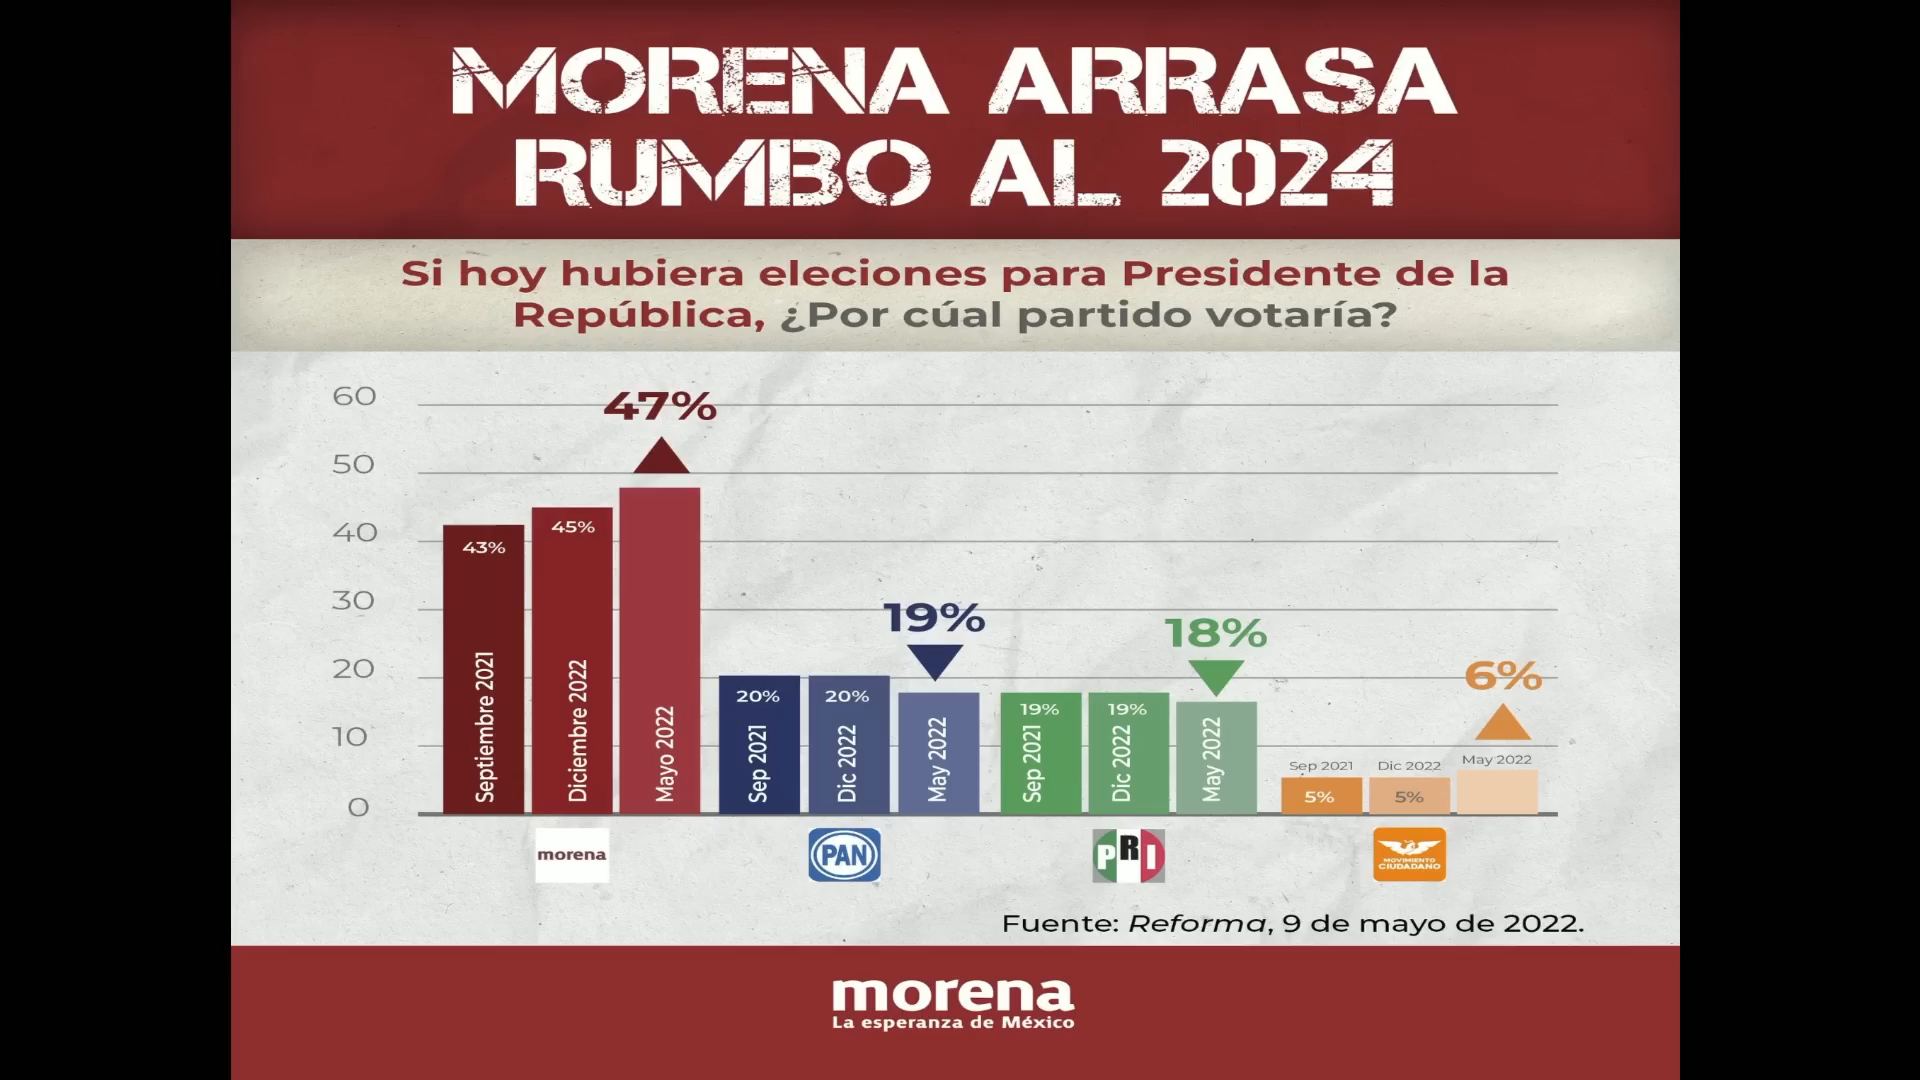 MORENA ARRASA
RUMBO AL 2024
Si hoy hubiera eleciones para Presidente de la
República, ¿Por cúal partido votaría?
60
50
40
30
20
10
0
43%
Septiembre 2021
45%
Diciembre 2022
47%
Mayo 2022
20%
Sep 2021
20%
Dic 2022
19%
May 2022
19%
Sep 2021
19%
Dic 2022
18%
May 2022
Sep 2021
5%
Dic 2022
5%
6%
May 2022
morena
PAN
PRI
MOVIMIENTO
CIUDADANO
Fuente: Reforma, 9 de mayo de 2022.
morena
La esperanza de México